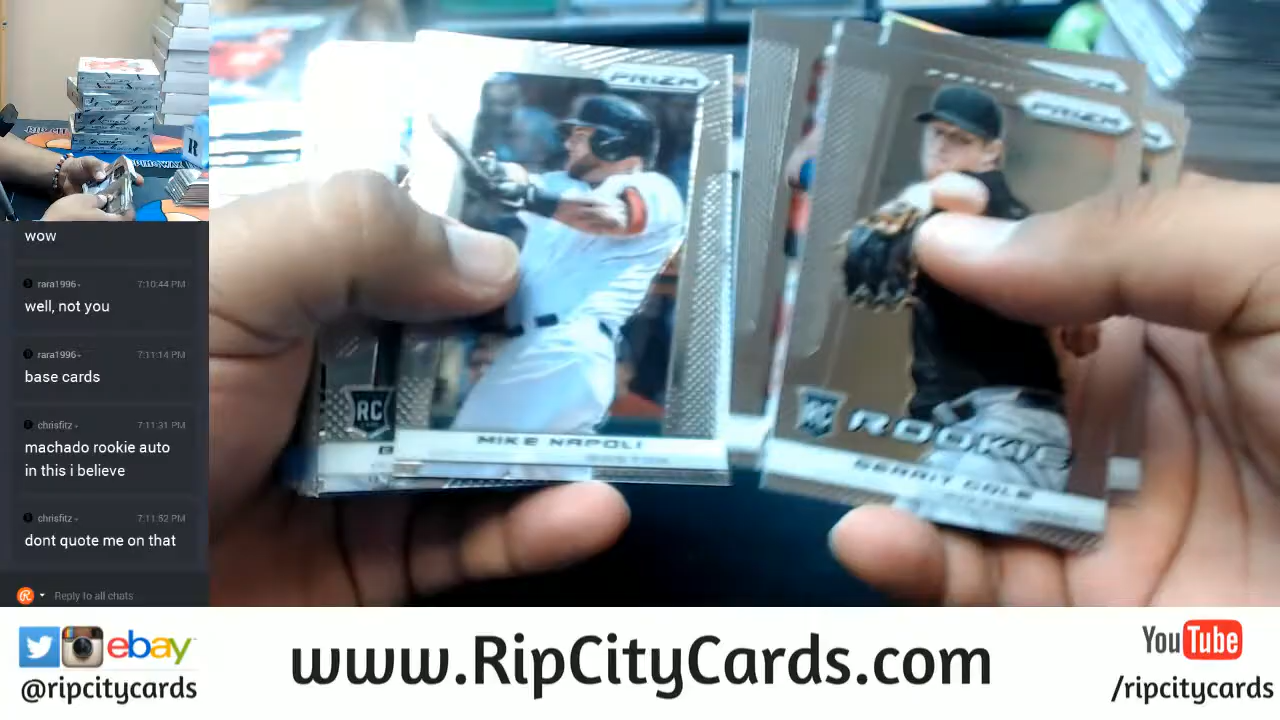 wow
rara1996
7:10:44 PM
well, not you
rara1996
7:11:14 PM
base cards
chrisfitz
7:11:31 PM
machado rookie auto
in this i believe
chrisfitz
7:11:52 PM
dont quote me on that
Reply to all chats
PRIZM
MIKE NAPOLI
RC
PANINI
PRIZM
RC
ROOKIE
GERRIT COLE
ebay
@ripcitycards
www.RipCityCards.com
YouTube
/ripcitycards